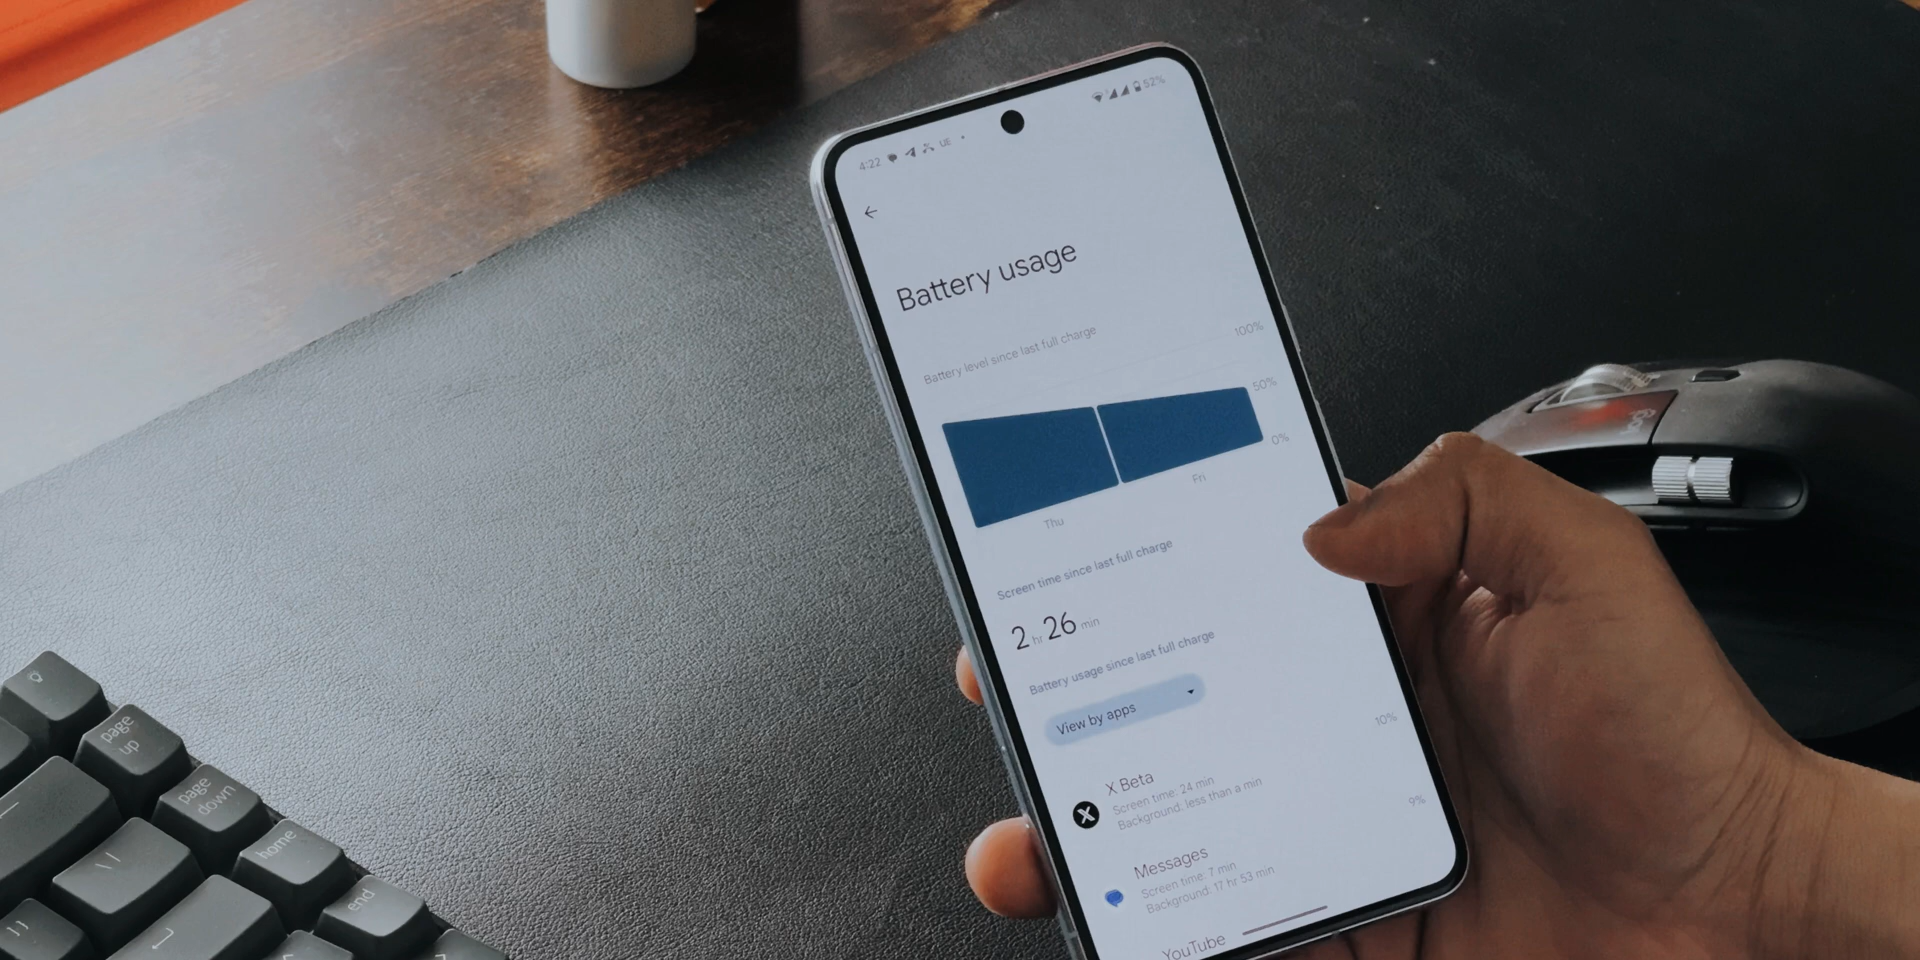 4:22 UE 52%
Battery usage
Battery level since last full charge
100%
50%
0%
Thu Fri
Screen time since last full charge
2 hr 26 min
Battery usage since last full charge
View by apps
X Beta 10%
Screen time: 24 min
Background: less than a min
Messages 9%
Screen time: 7 min
Background: 17 hr 53 min
YouTube
page
up
page
down
home
end
logi